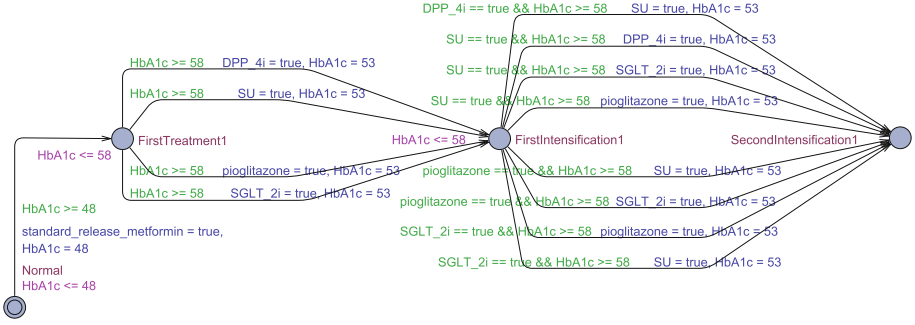 DPP_4i == true && HbA1c >= 58 SU = true, HbA1c = 53
SU == true && HbA1c >= 58 DPP_4i = true, HbA1c = 53
HbA1c >= 58 DPP_4i = true, HbA1c = 53
SU == true && HbA1c >= 58 SGLT_2i = true, HbA1c = 53
HbA1c >= 58 SU = true, HbA1c = 53
SU == true && HbA1c >= 58 pioglitazone = true, HbA1c = 53
FirstTreatment1
HbA1c <= 58
FirstIntensification1
SecondIntensification1
HbA1c <= 58
HbA1c >= 58 pioglitazone = true, HbA1c = 53
pioglitazone == true && HbA1c >= 58 SU = true, HbA1c = 53
HbA1c >= 58 SGLT_2i = true, HbA1c = 53
pioglitazone == true && HbA1c >= 58 SGLT_2i = true, HbA1c = 53
HbA1c >= 48
standard_release_metformin = true,
HbA1c = 48
SGLT_2i == true && HbA1c >= 58 pioglitazone = true, HbA1c = 53
SGLT_2i == true && HbA1c >= 58 SU = true, HbA1c = 53
Normal
HbA1c <= 48